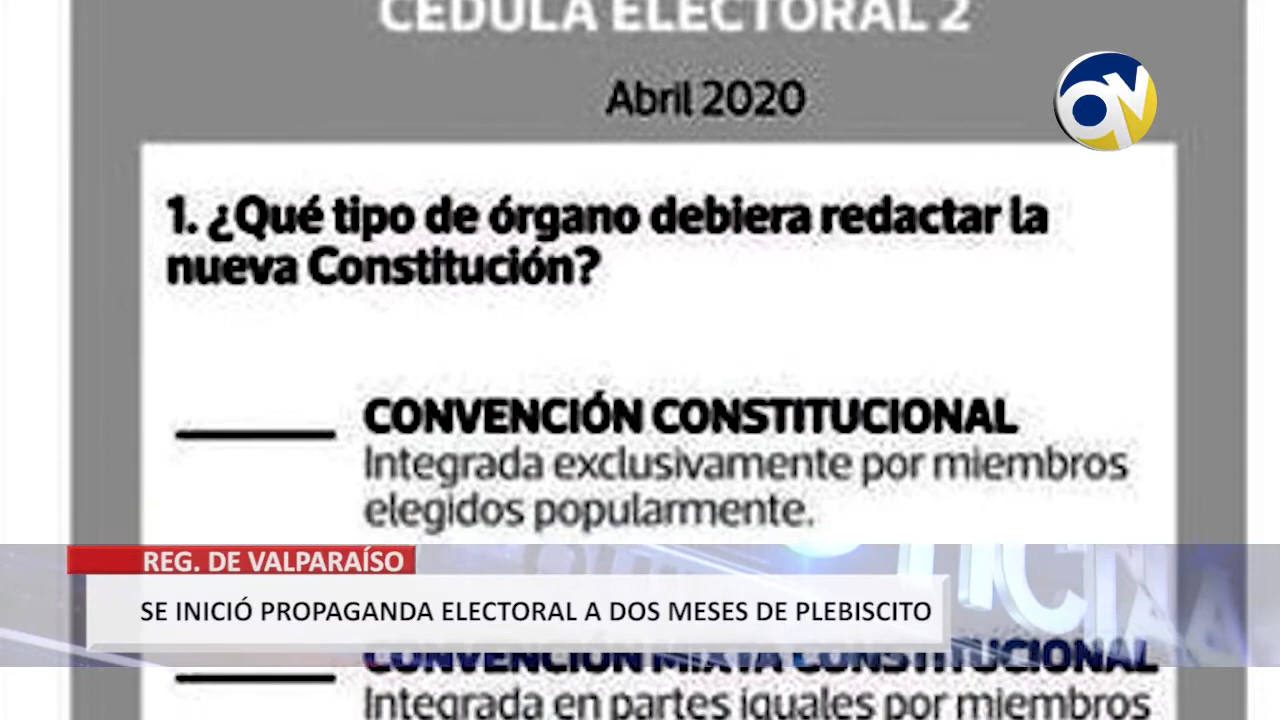 CÉDULA ELECTORAL 2
Abril 2020
1. ¿Qué tipo de órgano debiera redactar la
nueva Constitución?
CONVENCIÓN CONSTITUCIONAL
Integrada exclusivamente por miembros
elegidos popularmente.
REG. DE VALPARAÍSO
SE INICIÓ PROPAGANDA ELECTORAL A DOS MESES DE PLEBISCITO
CONVENCIÓN MIXTA CONSTITUCIONAL
Integrada en partes iguales por miembros